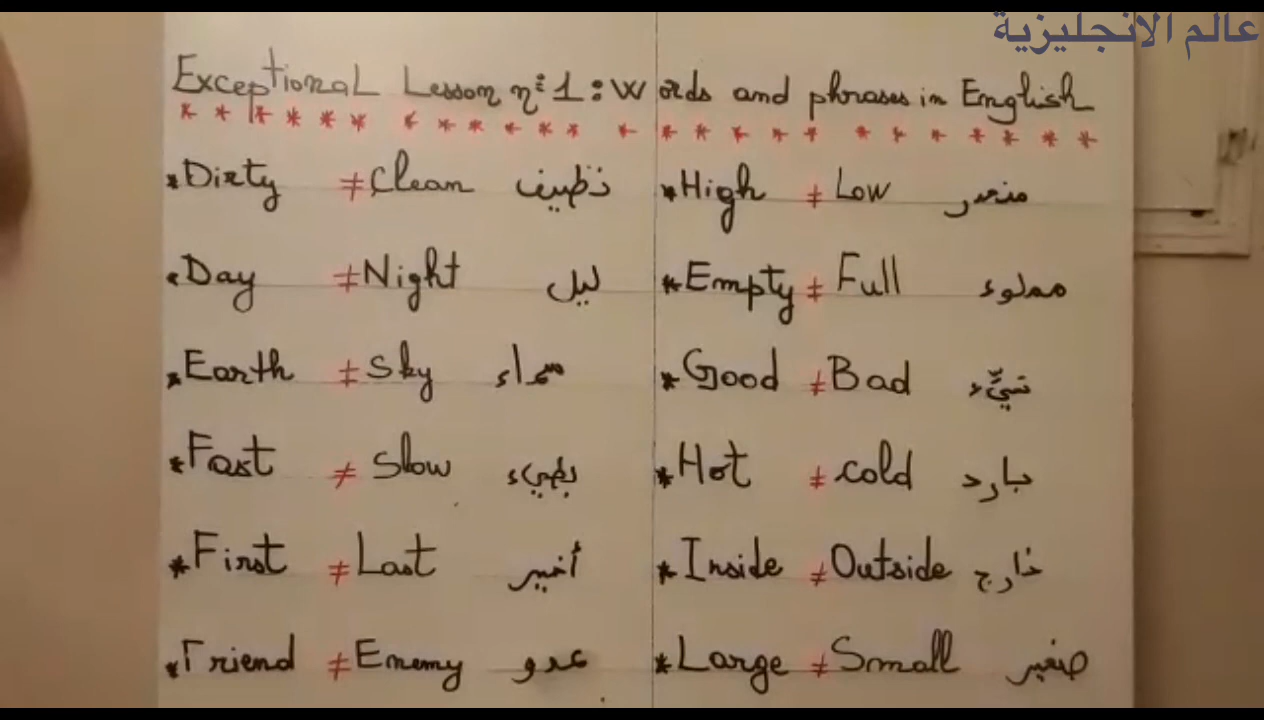 عالم الانجليزية
Exceptional Lesson n°1: Words and phrases in English
*Dirty ≠ Clean نظيف
*Day ≠ Night ليل
*Earth ≠ Sky سماء
*Fast ≠ Slow بطيء
*First ≠ Last أخير
*Friend ≠ Enemy عدو
*High ≠ Low
*Empty ≠ Full مملوء
*Good ≠ Bad
*Hot ≠ cold بارد
*Inside ≠ Outside خارج
*Large ≠ Small صغير